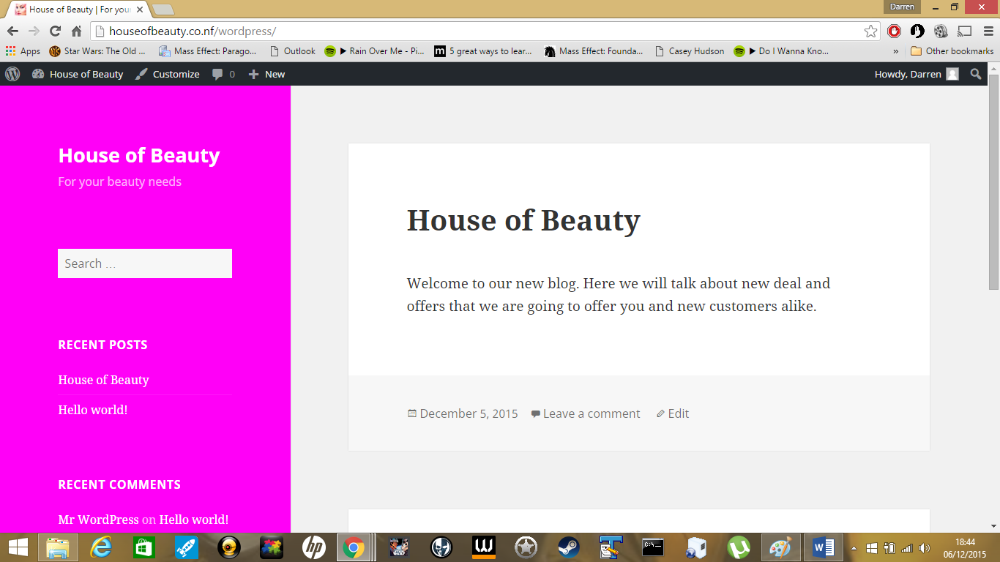 House of Beauty | For your
Darren
houseofbeauty.co.nf/wordpress/
Apps Star Wars: The Old ... Mass Effect: Parago... Outlook ▶ Rain Over Me - Pi... m 5 great ways to lear... Mass Effect: Founda... Casey Hudson ▶ Do I Wanna Kno... » Other bookmarks
House of Beauty Customize 0 New Howdy, Darren
House of Beauty
For your beauty needs
Search …
RECENT POSTS
House of Beauty
Hello world!
RECENT COMMENTS
Mr WordPress on Hello world!
House of Beauty
Welcome to our new blog. Here we will talk about new deal and
offers that we are going to offer you and new customers alike.
December 5, 2015 Leave a comment Edit
18:44
06/12/2015